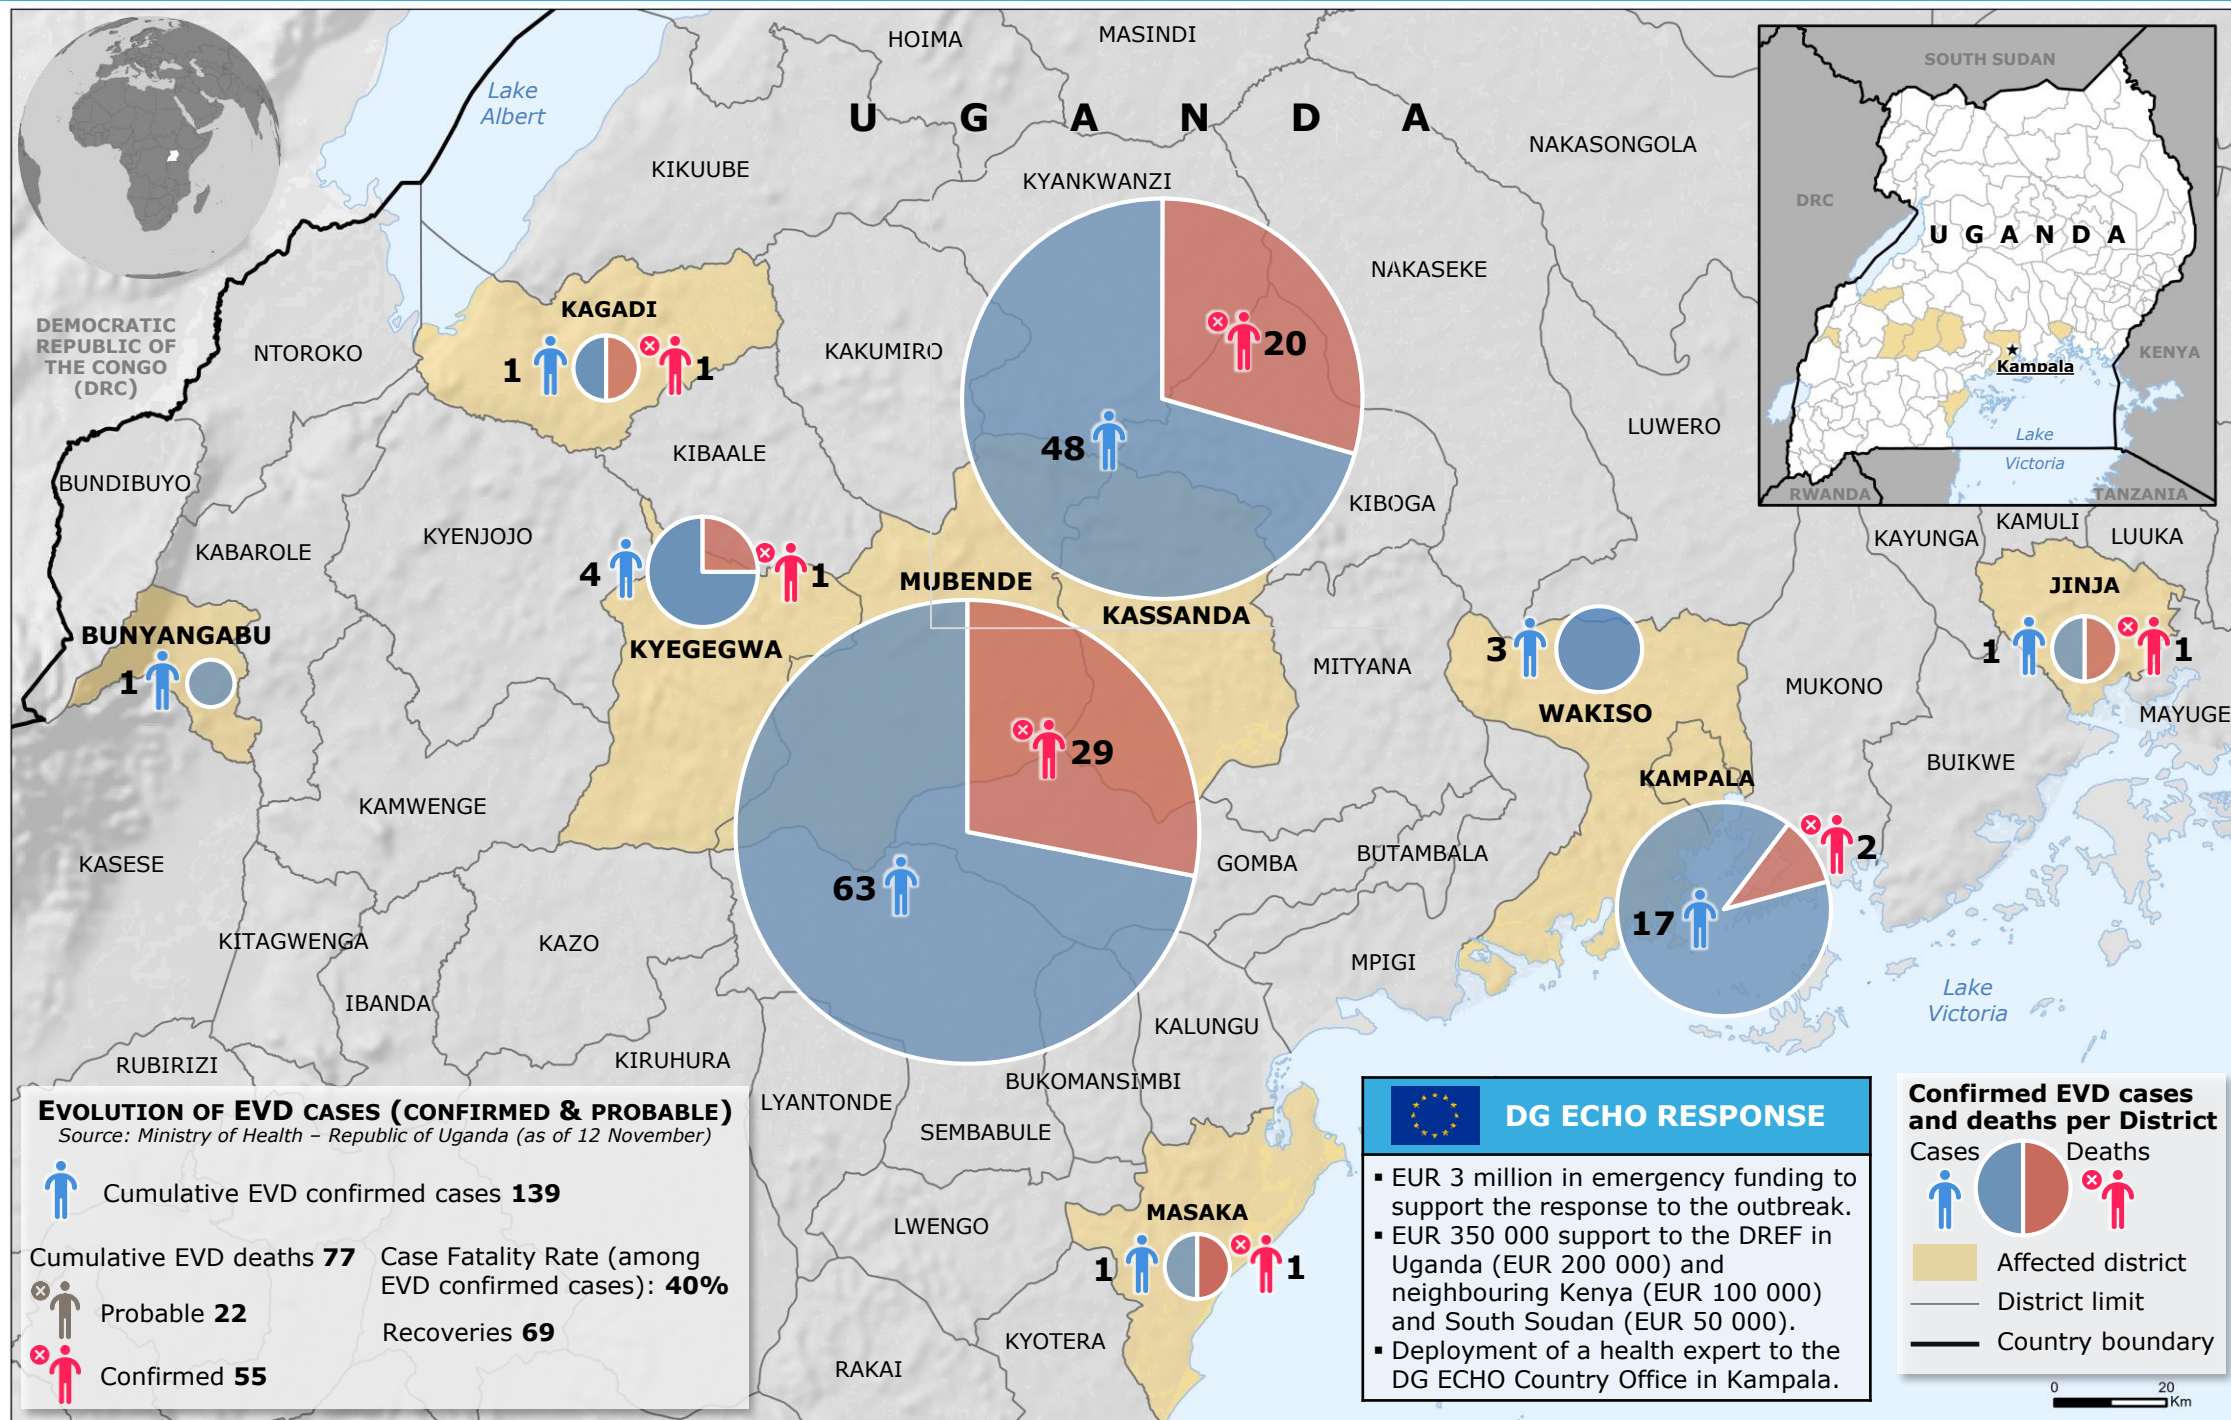 HOIMA
MASINDI
Lake
Albert
U G A N D A
NAKASONGOLA
KIKUUBE
KYANKWANZI
NAKASEKE
KAGADI
1
1
DEMOCRATIC
REPUBLIC OF
THE CONGO
(DRC)
NTOROKO
KAKUMIRO
20
48
LUWERO
KIBAALE
BUNDIBUYO
KIBOGA
KABAROLE
KYENJOJO
4
1
KYEGEGWA
MUBENDE
KASSANDA
BUNYANGABU
1
MITYANA
3
WAKISO
KAMPALA
2
17
MUKONO
KAYUNGA
KAMULI
LUUKA
JINJA
1
1
MAYUGE
BUIKWE
29
63
KAMWENGE
KASESE
GOMBA
BUTAMBALA
KITAGWENGA
KAZO
IBANDA
MPIGI
Lake
Victoria
KALUNGU
RUBIRIZI
KIRUHURA
BUKOMANSIMBI
LYANTONDE
SEMBABULE
LWENGO
MASAKA
1
1
KYOTERA
RAKAI
SOUTH SUDAN
DRC
U G A N D A
KENYA
Kampala
Lake
Victoria
RWANDA
TANZANIA
EVOLUTION OF EVD CASES (CONFIRMED & PROBABLE)
Source: Ministry of Health – Republic of Uganda (as of 12 November)
Cumulative EVD confirmed cases 139
Cumulative EVD deaths 77
Probable 22
Confirmed 55
Case Fatality Rate (among
EVD confirmed cases): 40%
Recoveries 69
DG ECHO RESPONSE
▪ EUR 3 million in emergency funding to
support the response to the outbreak.
▪ EUR 350 000 support to the DREF in
Uganda (EUR 200 000) and
neighbouring Kenya (EUR 100 000)
and South Soudan (EUR 50 000).
▪ Deployment of a health expert to the
DG ECHO Country Office in Kampala.
Confirmed EVD cases
and deaths per District
Cases
Deaths
Affected district
District limit
Country boundary
0 20
Km